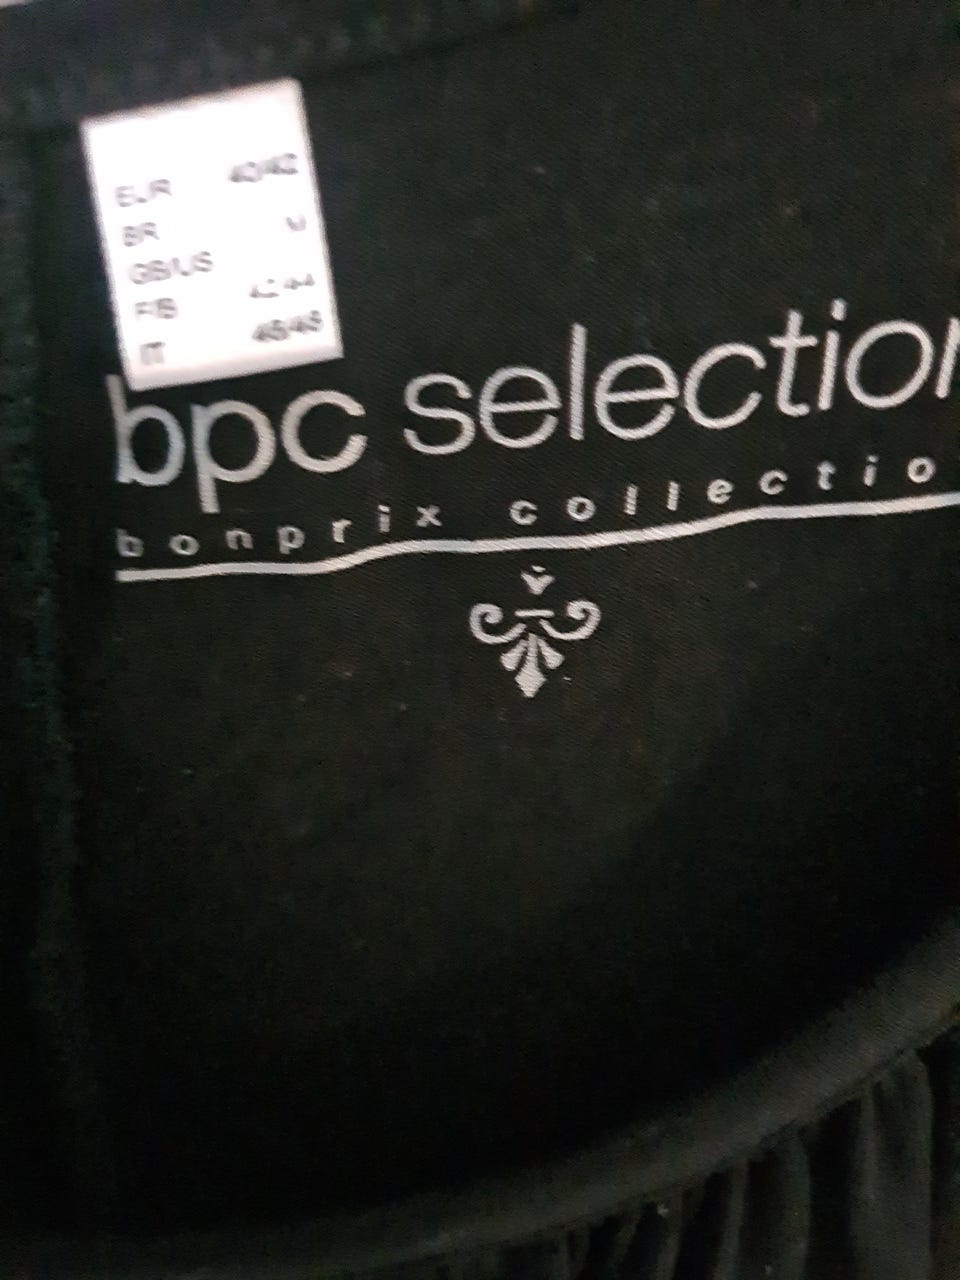 EUR 40/42
BR M
GB/US
F/B 42/44
IT 46/48
bpc selection
bonprix collectio